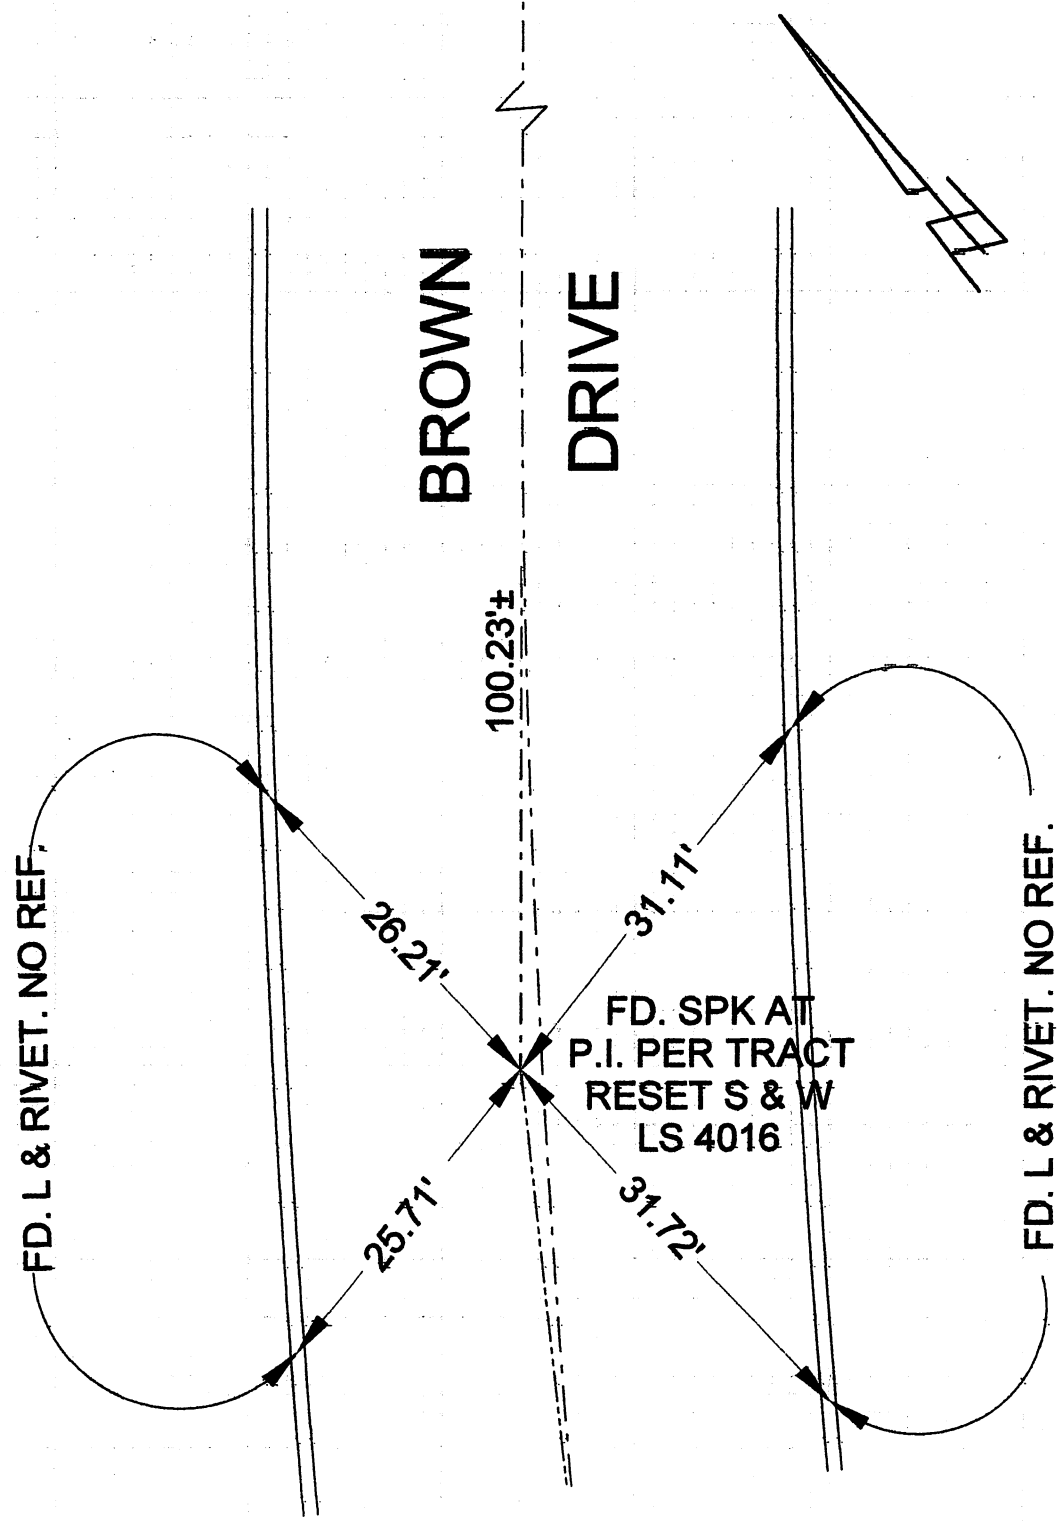 BROWN
DRIVE
100.23'±
26.21'
31.11'
FD. SPK AT
P.I. PER TRACT
RESET S & W
LS 4016
25.71'
31.72'
FD. L & RIVET. NO REF.
FD. L & RIVET. NO REF.